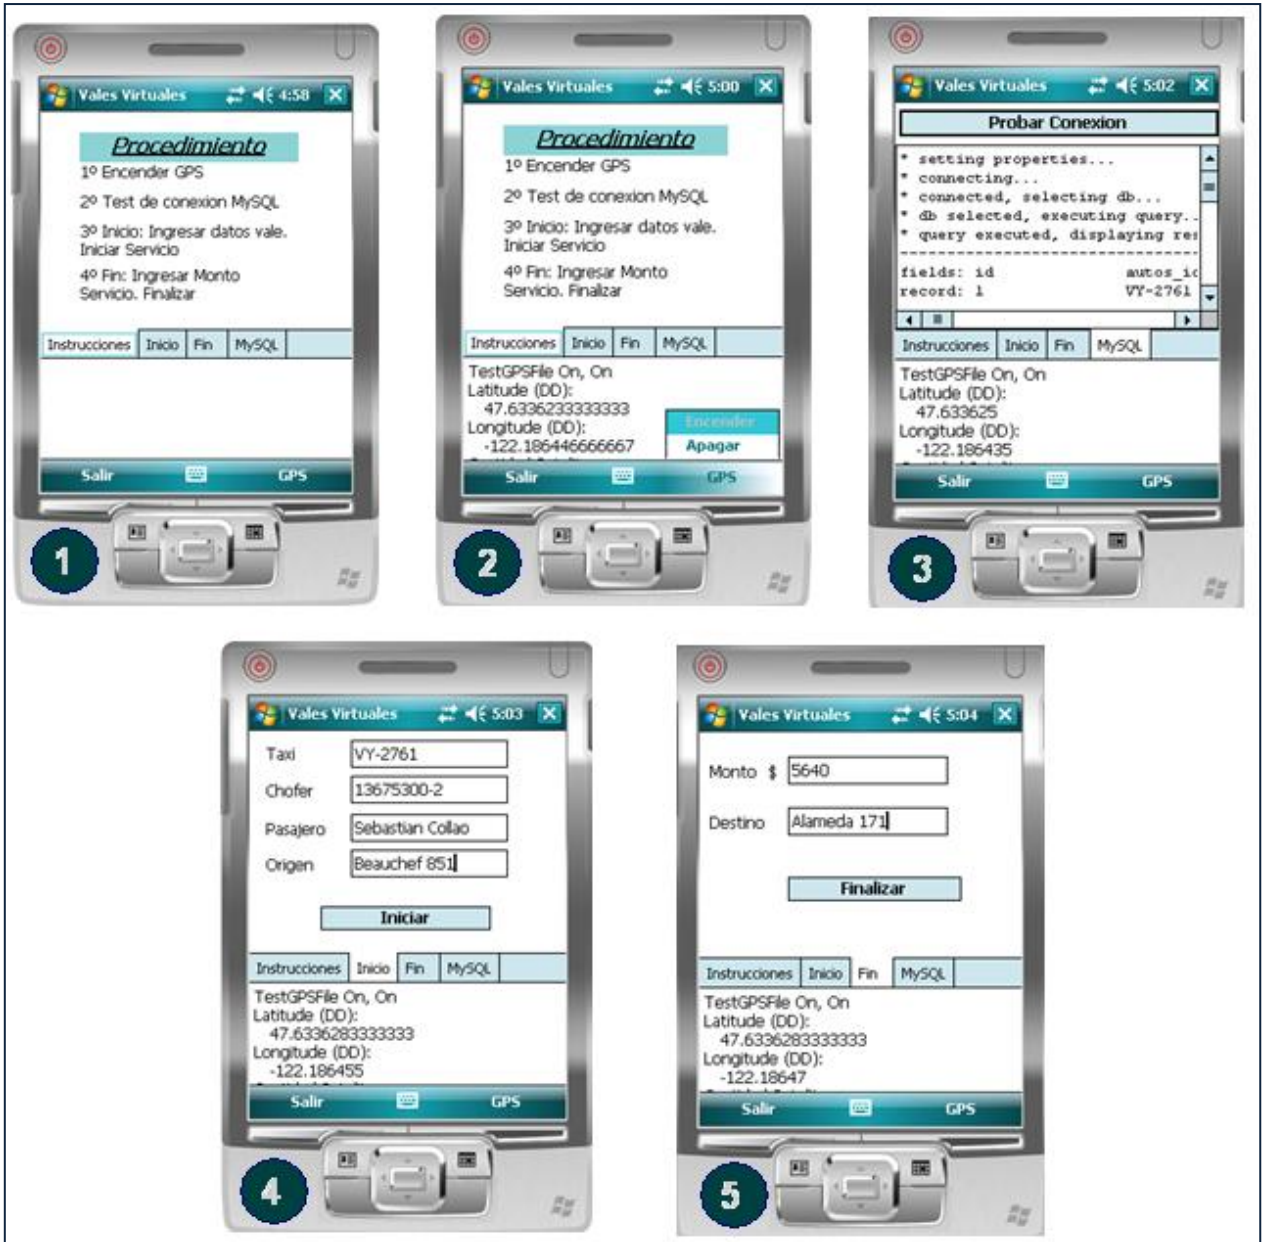 Vales Virtuales 4:58
Procedimiento
1º Encender GPS
2º Test de conexion MySQL
3º Inicio: Ingresar datos vale.
Iniciar Servicio
4º Fin: Ingresar Monto
Servicio. Finalizar
Instrucciones Inicio Fin MySQL
Salir GPS
1
Vales Virtuales 5:00
Procedimiento
1º Encender GPS
2º Test de conexion MySQL
3º Inicio: Ingresar datos vale.
Iniciar Servicio
4º Fin: Ingresar Monto
Servicio. Finalizar
Instrucciones Inicio Fin MySQL
TestGPSFile On, On
Latitude (DD):
47.6336233333333
Longitude (DD):
-122.186446666667
Encender
Apagar
Salir GPS
2
Vales Virtuales 5:02
Probar Conexion
* setting properties...
* connecting...
* connected, selecting db...
* db selected, executing query..
* query executed, displaying res
--------------------------------
fields: id autos_id
record: 1 VY-2761
Instrucciones Inicio Fin MySQL
TestGPSFile On, On
Latitude (DD):
47.633625
Longitude (DD):
-122.186435
Salir GPS
3
Vales Virtuales 5:03
Taxi VY-2761
Chofer 13675300-2
Pasajero Sebastian Collao
Origen Beauchef 851
Iniciar
Instrucciones Inicio Fin MySQL
TestGPSFile On, On
Latitude (DD):
47.6336283333333
Longitude (DD):
-122.186455
Salir GPS
4
Vales Virtuales 5:04
Monto $ 5640
Destino Alameda 171
Finalizar
Instrucciones Inicio Fin MySQL
TestGPSFile On, On
Latitude (DD):
47.6336283333333
Longitude (DD):
-122.18647
Salir GPS
5